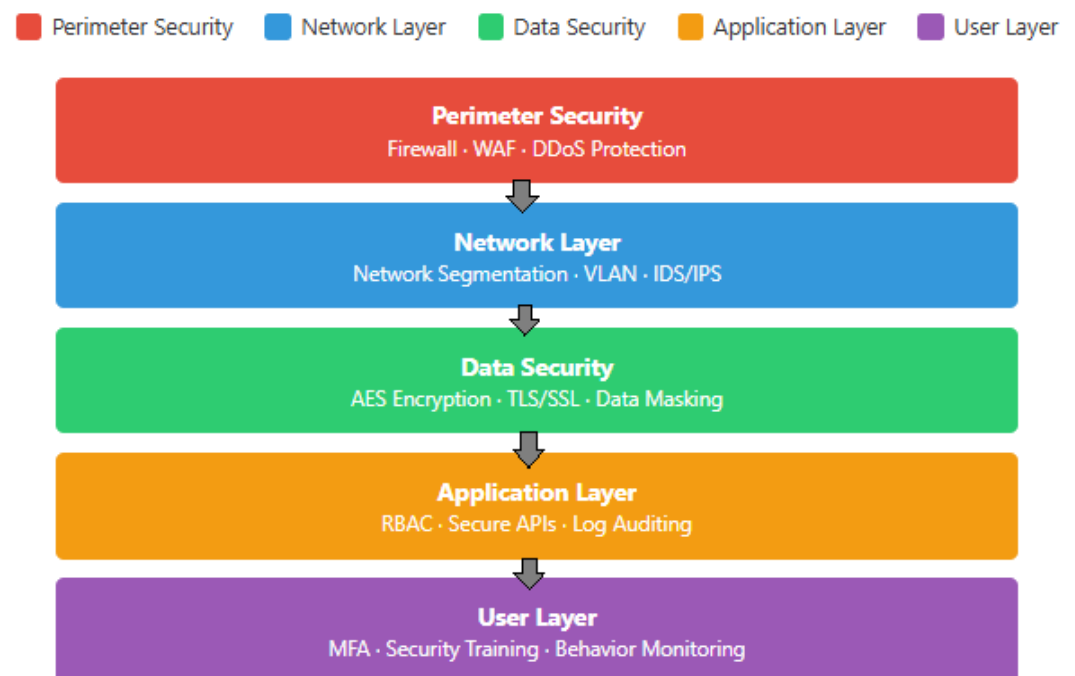 Perimeter Security Network Layer Data Security Application Layer User Layer
Perimeter Security
Firewall · WAF · DDoS Protection
Network Layer
Network Segmentation · VLAN · IDS/IPS
Data Security
AES Encryption · TLS/SSL · Data Masking
Application Layer
RBAC · Secure APIs · Log Auditing
User Layer
MFA · Security Training · Behavior Monitoring